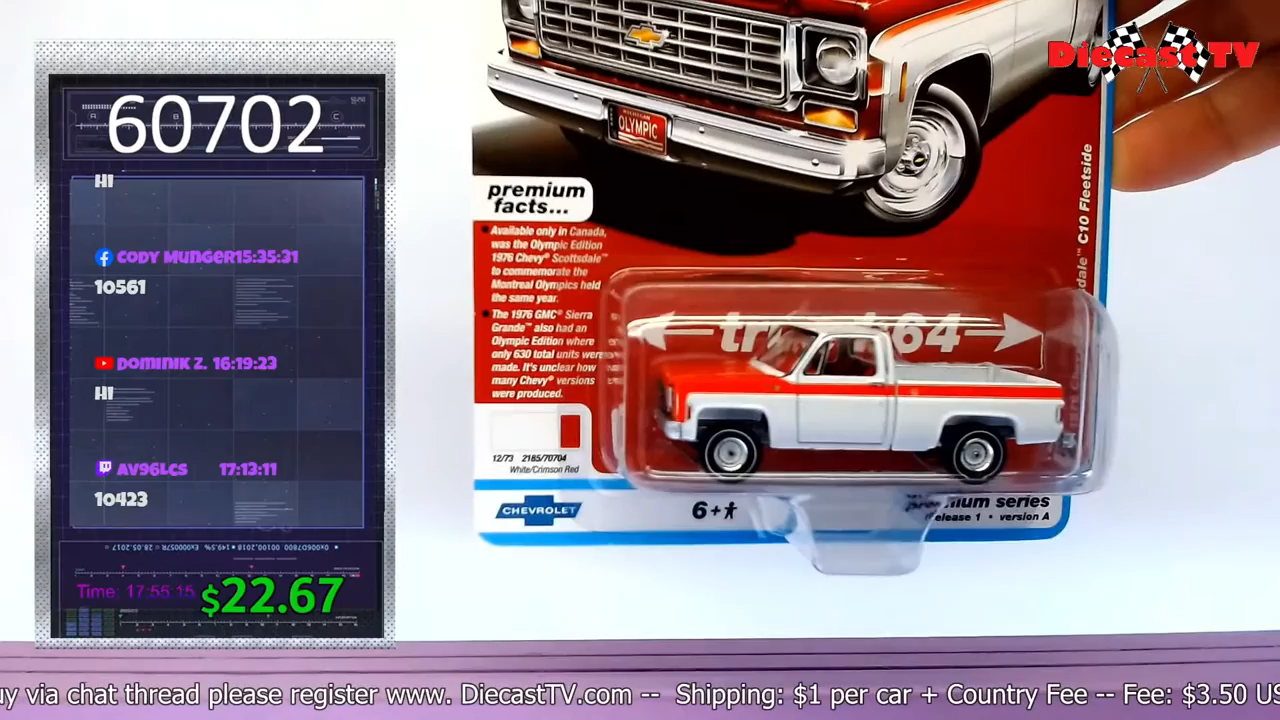 60702
HI
CODY MUNGER 15:35:31
10561
DOMINIK Z. 16:19:23
HI
AV96LCS 17:13:11
10423
Time: 17:55:15
$22.67
Diecast TV
OLYMPIC
premium
facts...
Available only in Canada,
was the Olympic Edition
1976 Chevy® Scottsdale™
to commemorate the
Montreal Olympics held
the same year.
The 1976 GMC® Sierra
Grande™ also had an
Olympic Edition where
only 630 total units were
made. It's unclear how
many Chevy® versions
were produced.
12/73 2185/70704
White/Crimson Red
CHEVROLET
6+
premium series
release 1 • version A
C10 Fleetside
64
uy via chat thread please register www. DiecastTV.com -- Shipping: $1 per car + Country Fee -- Fee: $3.50 US